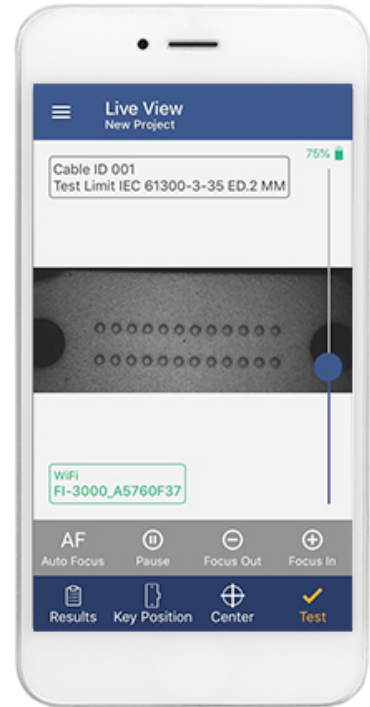 Live View
New Project
75%
Cable ID 001
Test Limit IEC 61300-3-35 ED.2 MM
WiFi
FI-3000_A5760F37
AF
Auto Focus
Pause
Focus Out
Focus In
Results
Key Position
Center
Test